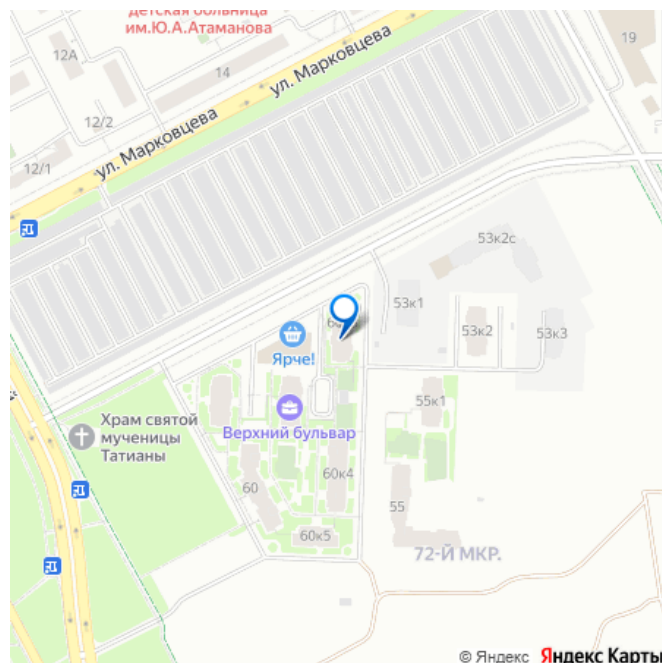 детская больница
им.Ю.А.Атаманова
12А
14
ул. Марковцева
19
12/2
ул. Марковцева
12/1
53к2с
53к1
53к2
53к3
Ярче!
55к1
Храм святой
мученицы
Татианы
Верхний бульвар
60
60к4
55
60к5
72-Й МКР.
© Яндекс Яндекс Карты